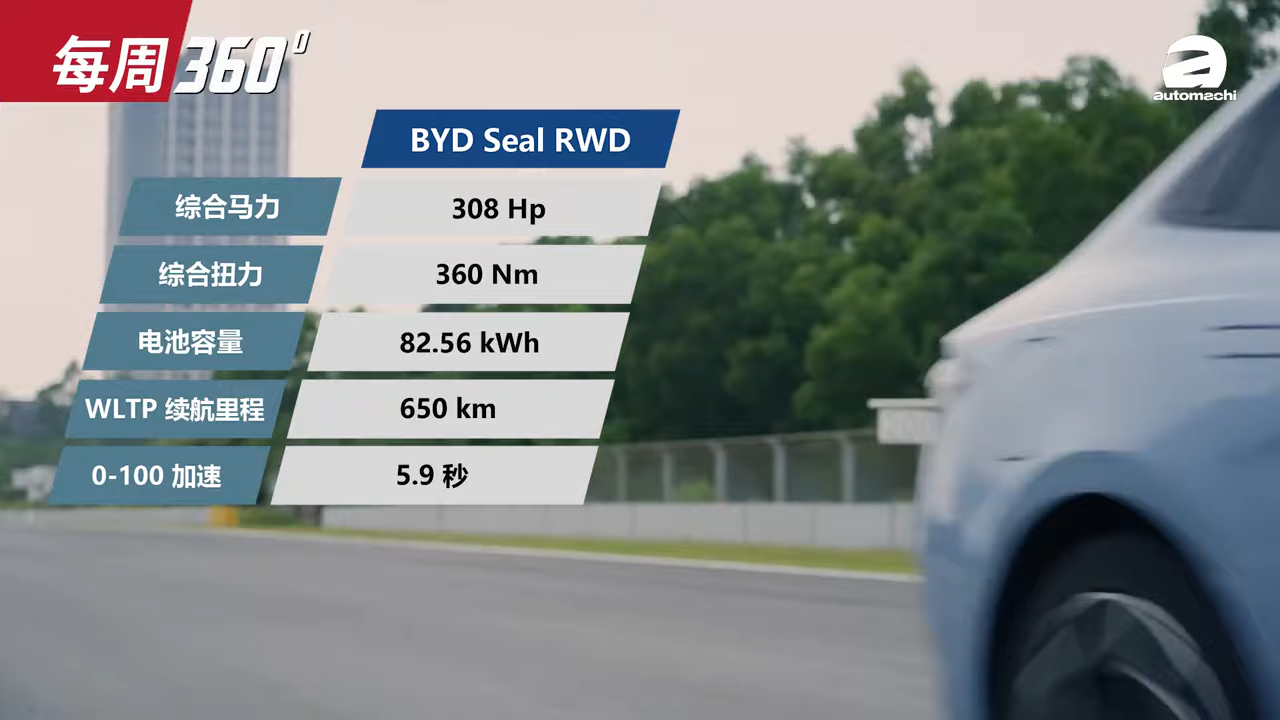 每周360°
automachi
BYD Seal RWD
综合马力 308 Hp
综合扭力 360 Nm
电池容量 82.56 kWh
WLTP 续航里程 650 km
0-100 加速 5.9 秒